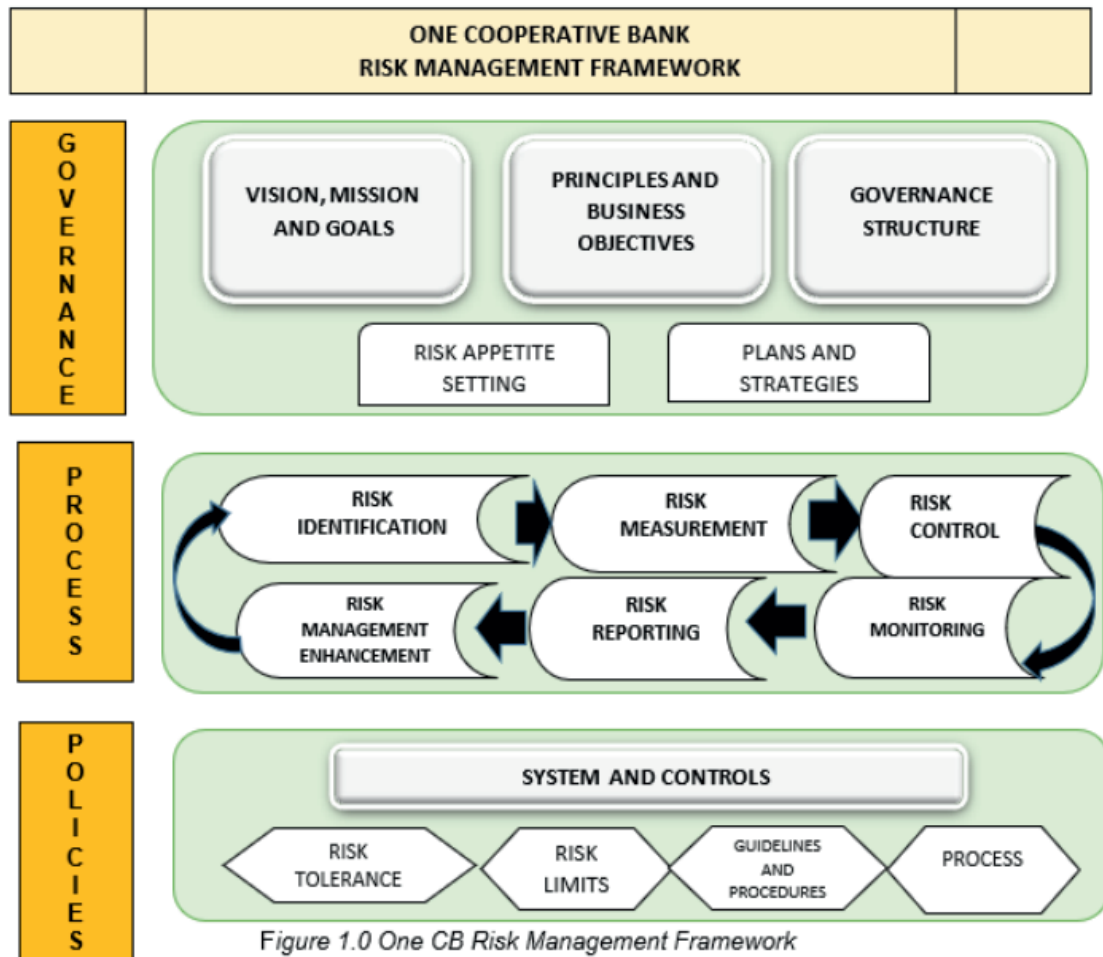 ONE COOPERATIVE BANK
RISK MANAGEMENT FRAMEWORK
GOVERNANCE
VISION, MISSION
AND GOALS
PRINCIPLES AND
BUSINESS
OBJECTIVES
GOVERNANCE
STRUCTURE
RISK APPETITE
SETTING
PLANS AND
STRATEGIES
PROCESS
RISK
IDENTIFICATION
RISK
MEASUREMENT
RISK
CONTROL
RISK
MANAGEMENT
ENHANCEMENT
RISK
REPORTING
RISK
MONITORING
POLICIES
SYSTEM AND CONTROLS
RISK
TOLERANCE
RISK
LIMITS
GUIDELINES
AND
PROCEDURES
PROCESS
Figure 1.0 One CB Risk Management Framework